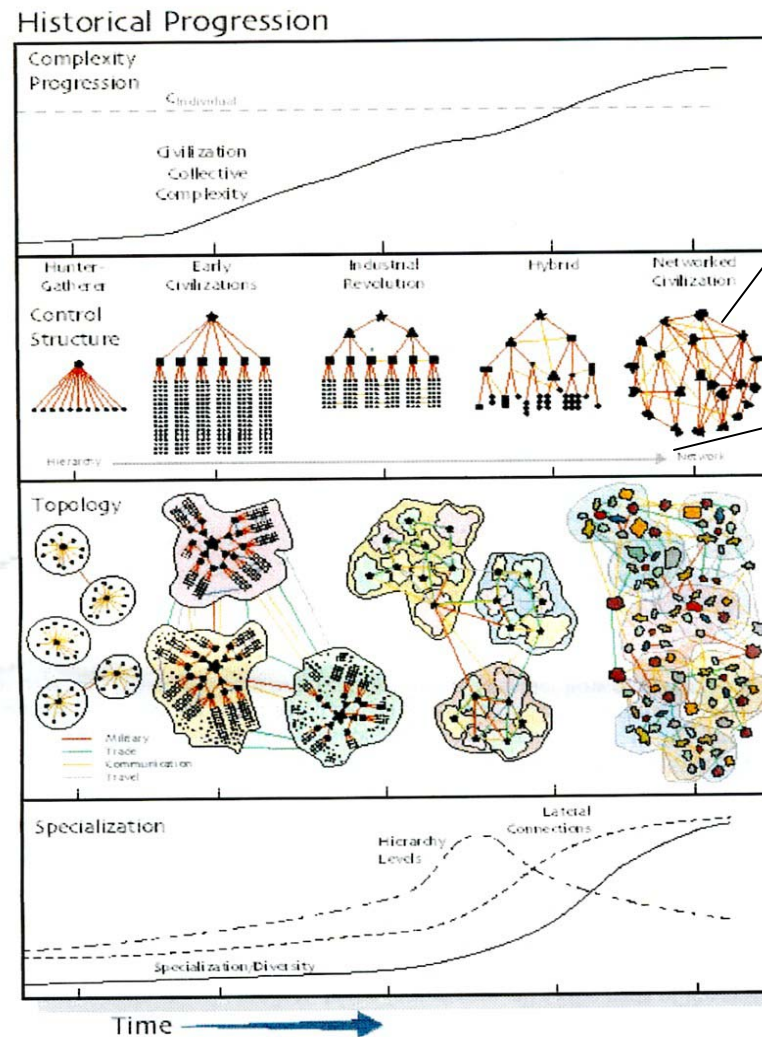 Historical Progression
Complexity
Progression
CIndividual
Civilization
Collective
Complexity
Hunter-
Gatherer
Early
Civilizations
Industrial
Revolution
Hybrid
Networked
Civilization
Control
Structure
Hierarchy
Network
Topology
Military
Trade
Communication
Travel
Specialization
Hierarchy
Levels
Lateral
Connections
Specialization/Diversity
Time